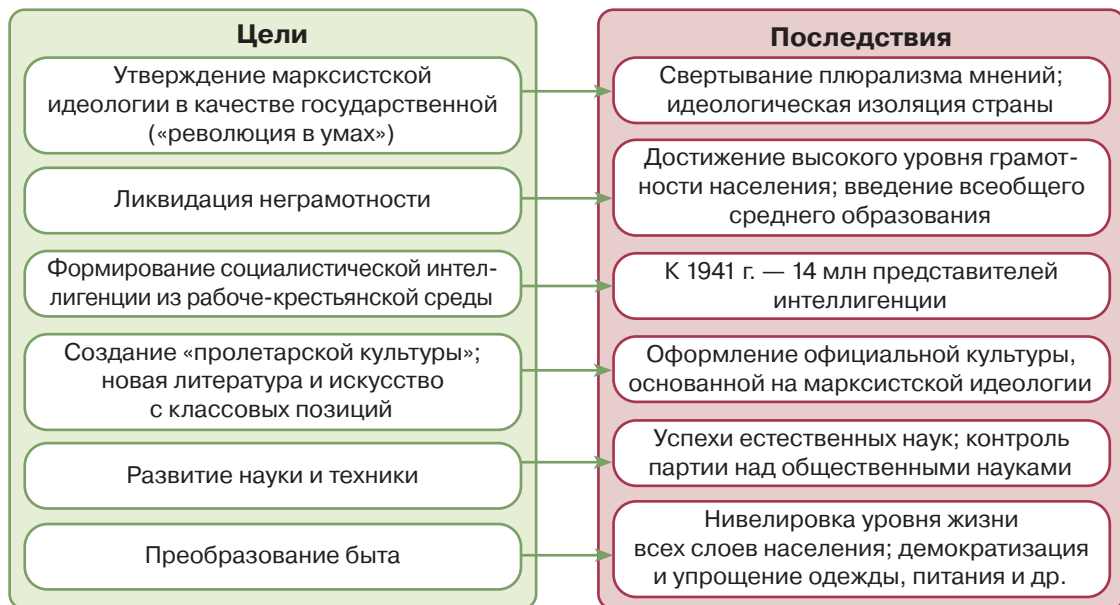 Цели
Утверждение марксистской
идеологии в качестве государственной
(«революция в умах»)
Ликвидация неграмотности
Формирование социалистической интел-
лигенции из рабоче-крестьянской среды
Создание «пролетарской культуры»;
новая литература и искусство
с классовых позиций
Развитие науки и техники
Преобразование быта
Последствия
Свертывание плюрализма мнений;
идеологическая изоляция страны
Достижение высокого уровня грамот-
ности населения; введение всеобщего
среднего образования
К 1941 г. — 14 млн представителей
интеллигенции
Оформление официальной культуры,
основанной на марксистской идеологии
Успехи естественных наук; контроль
партии над общественными науками
Нивелировка уровня жизни
всех слоев населения; демократизация
и упрощение одежды, питания и др.